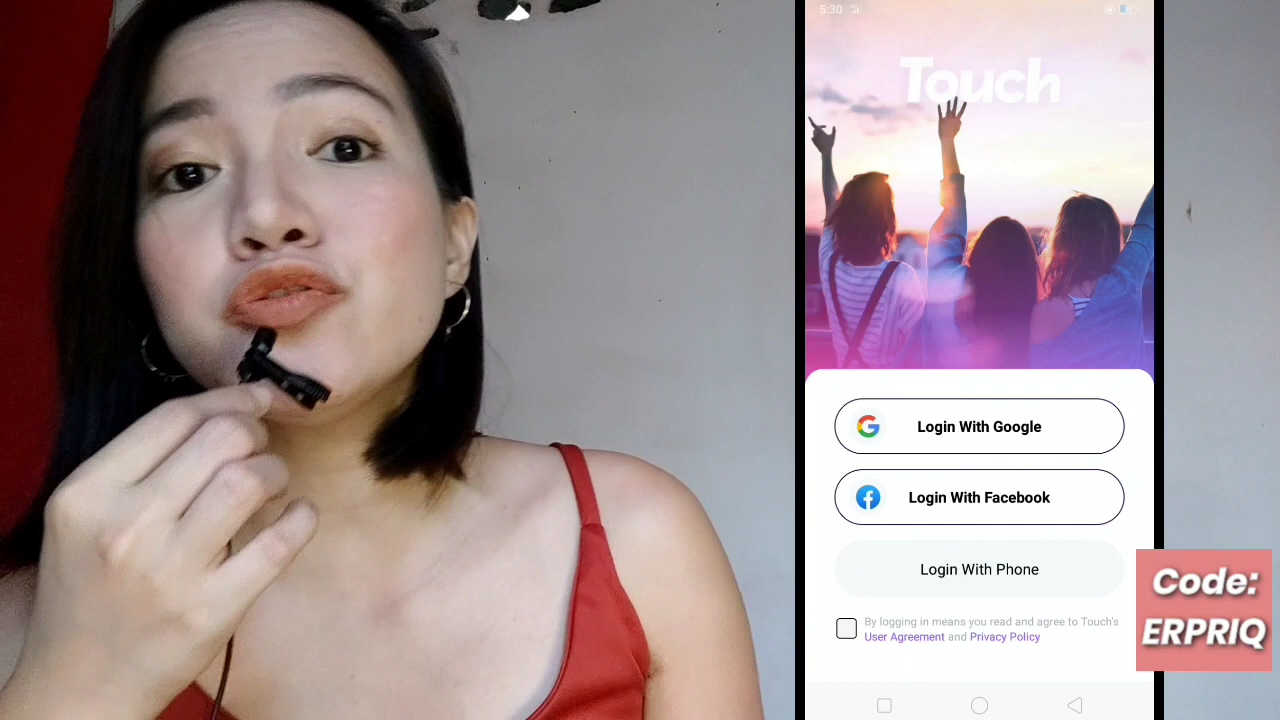 5:30
Touch
Login With Google
Login With Facebook
Login With Phone
By logging in means you read and agree to Touch's
User Agreement and Privacy Policy
Code:
ERPRIQ